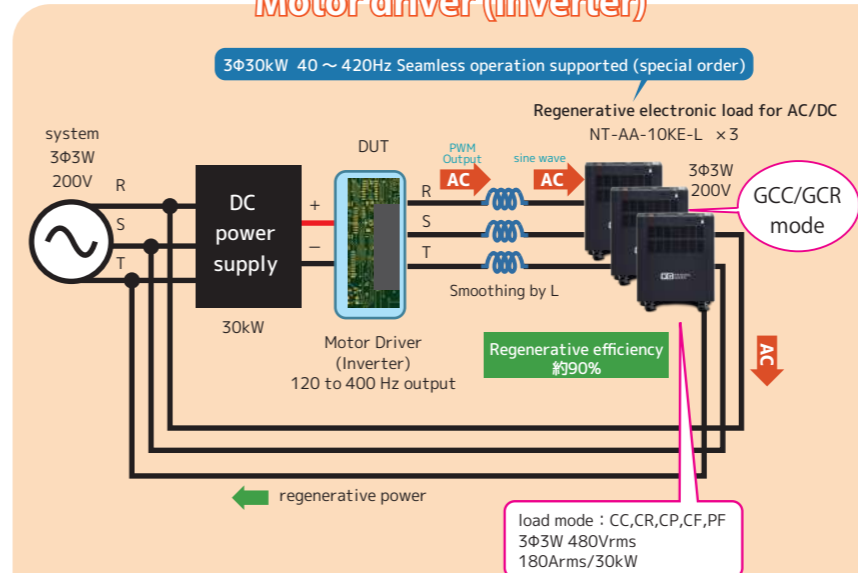 Motor driver (Inverter)
3Φ30kW 40 ～ 420Hz Seamless operation supported (special order)
Regenerative electronic load for AC/DC
NT-AA-10KE-L ×3
system
3Φ3W
200V
R
S
T
DC
power
supply
30kW
+
−
DUT
Motor Driver
(Inverter)
120 to 400 Hz output
R
S
T
PWM
Output
AC
sine wave
AC
Smoothing by L
3Φ3W
200V
GCC/GCR
mode
Regenerative efficiency
約90%
AC
regenerative power
load mode：CC,CR,CP,CF,PF
3Φ3W 480Vrms
180Arms/30kW